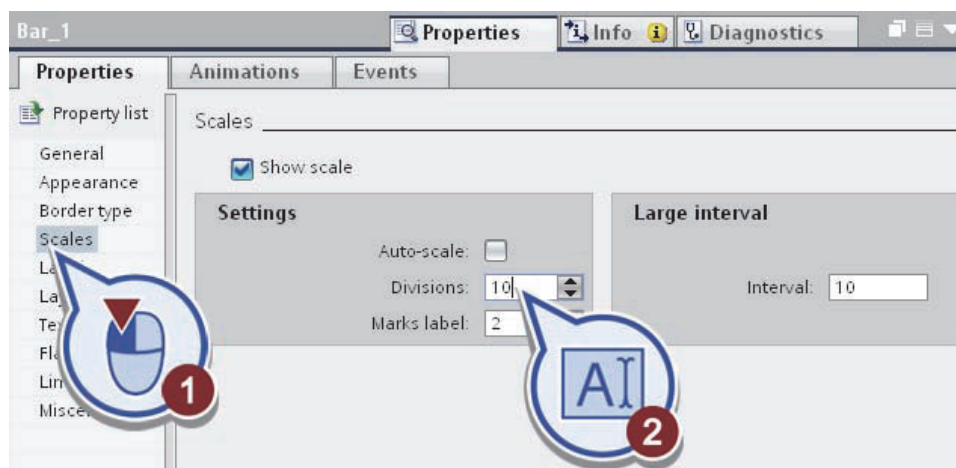 Bar_1
Properties Info Diagnostics
Properties Animations Events
Property list
Scales
General
Show scale
Appearance
Border type
Settings Large interval
Scales
Auto-scale:
Divisions: 10 Interval: 10
Marks label: 2
1
A
2